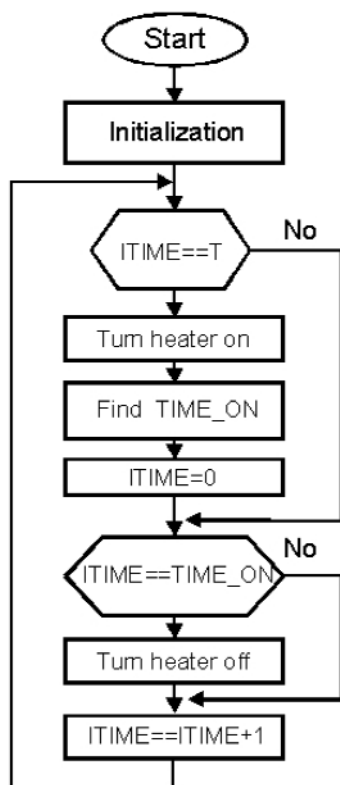 Start
Initialization
ITIME==T
No
Turn heater on
Find TIME_ON
ITIME=0
ITIME==TIME_ON
No
Turn heater off
ITIME==ITIME+1